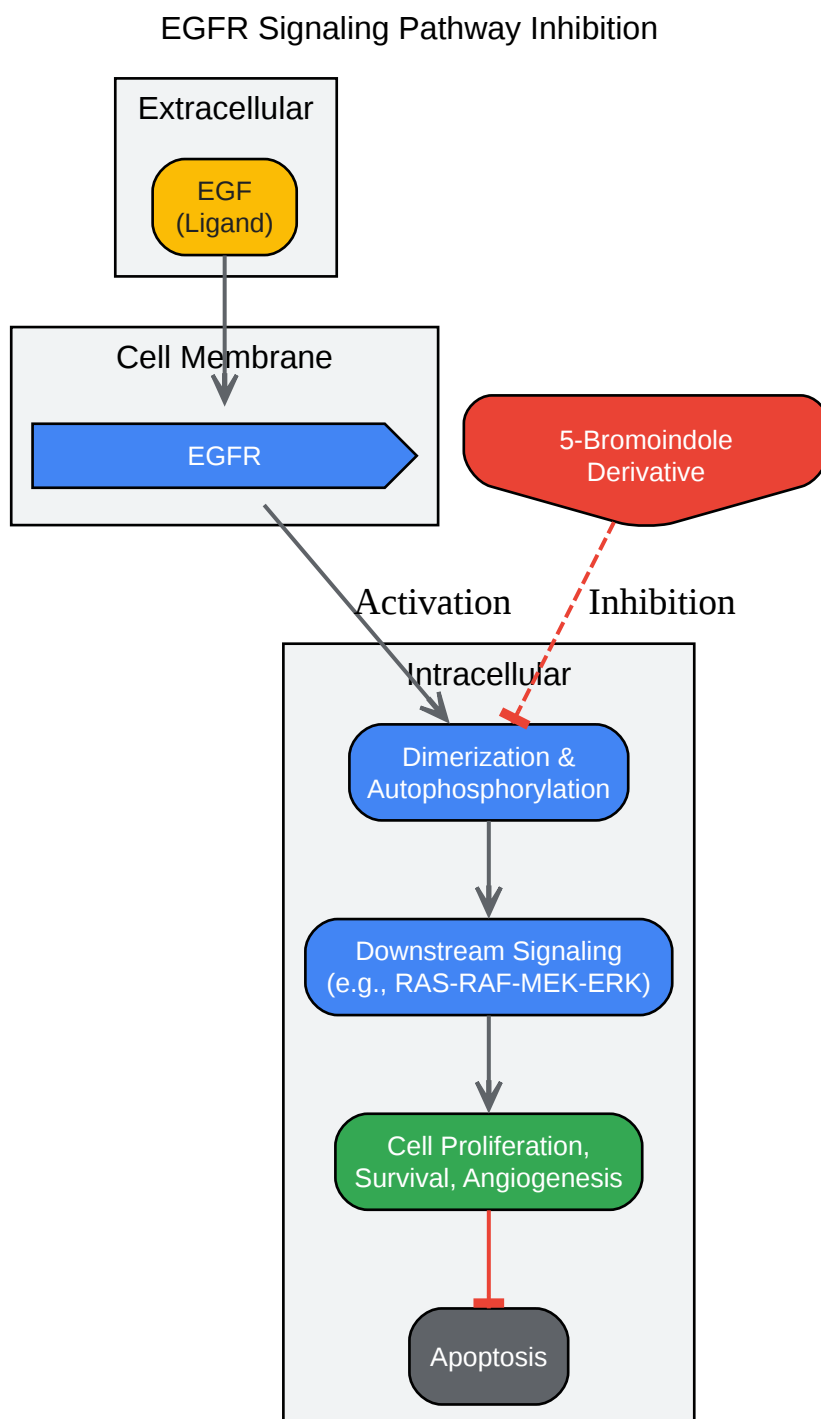 EGFR Signaling Pathway Inhibition
Extracellular
EGF
(Ligand)
Cell Membrane
EGFR
5-Bromoindole
Derivative
Activation
Inhibition
Intracellular
Dimerization &
Autophosphorylation
Downstream Signaling
(e.g., RAS-RAF-MEK-ERK)
Cell Proliferation,
Survival, Angiogenesis
Apoptosis